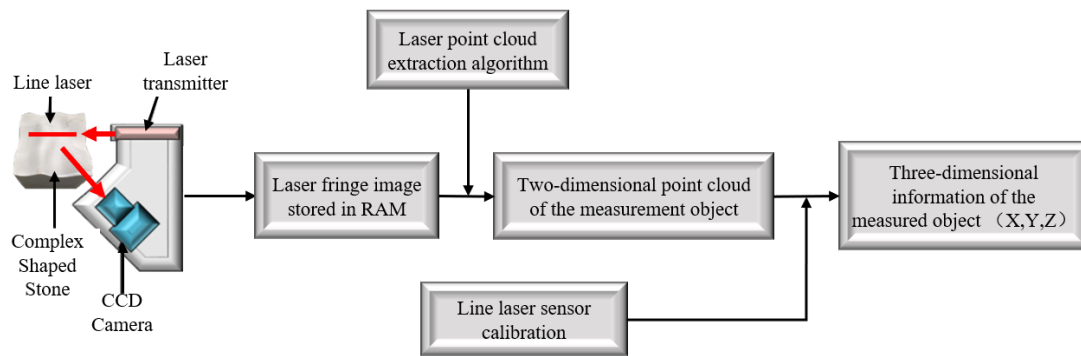 Line laser
Laser
transmitter
Complex
Shaped
Stone
CCD
Camera
Laser fringe image
stored in RAM
Laser point cloud
extraction algorithm
Two-dimensional point cloud
of the measurement object
Line laser sensor
calibration
Three-dimensional
information of the
measured object （X,Y,Z）